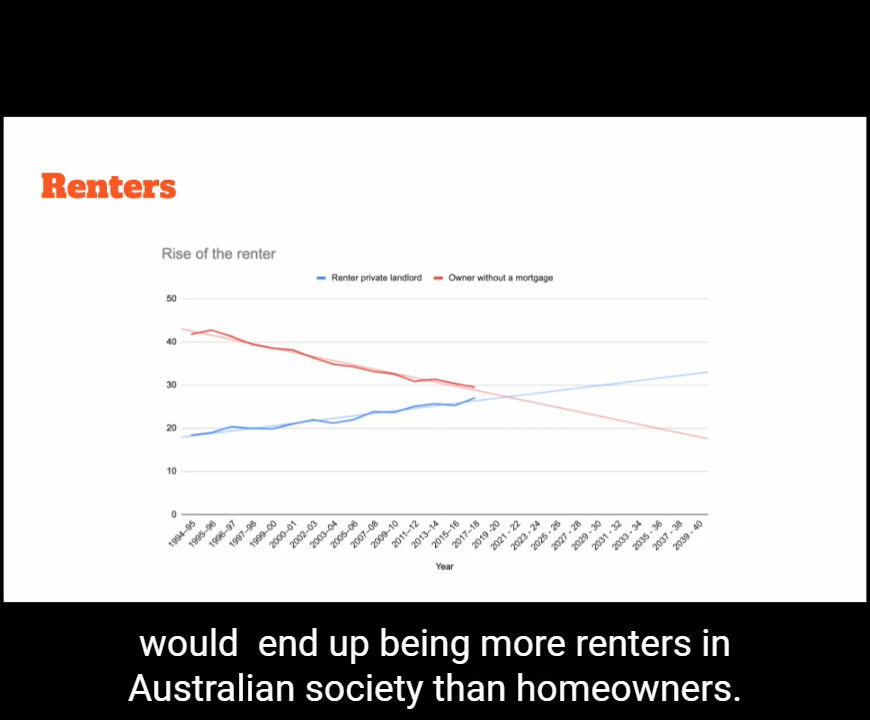 Renters
Rise of the renter
Renter private landlord Owner without a mortgage
50
40
30
20
10
0
1994–95 1995–96 1996–97 1997–98 1999–00 2000–01 2002–03 2003–04 2005–06 2007–08 2009–10 2011–12 2013–14 2015–16 2017–18 2019 -20 2021 - 22 2023 - 24 2025 - 26 2027 - 28 2029 - 30 2031 - 32 2033 - 34 2035 - 36 2037 - 38 2039 - 40
Year
would end up being more renters in
Australian society than homeowners.